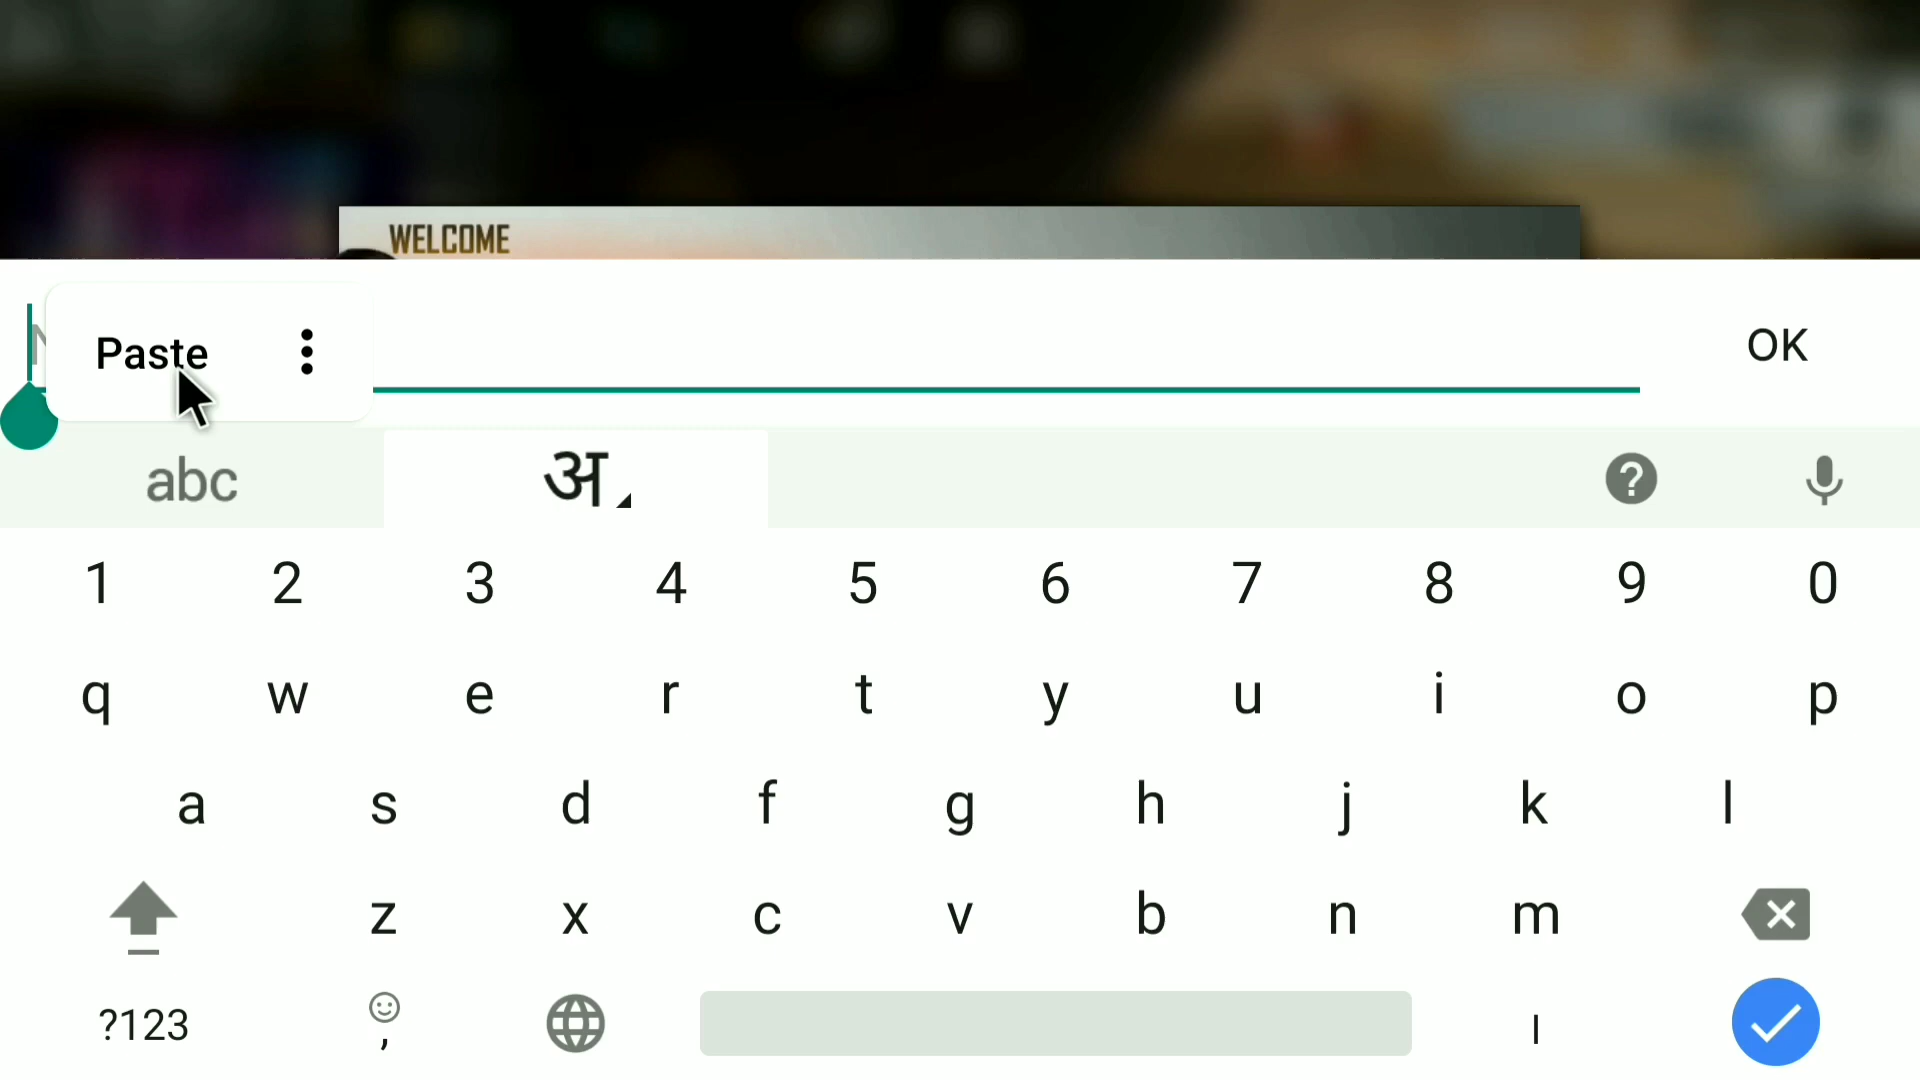 WELCOME
Paste
OK
abc
अ
1 2 3 4 5 6 7 8 9 0
q w e r t y u i o p
a s d f g h j k l
z x c v b n m
?123 , ।